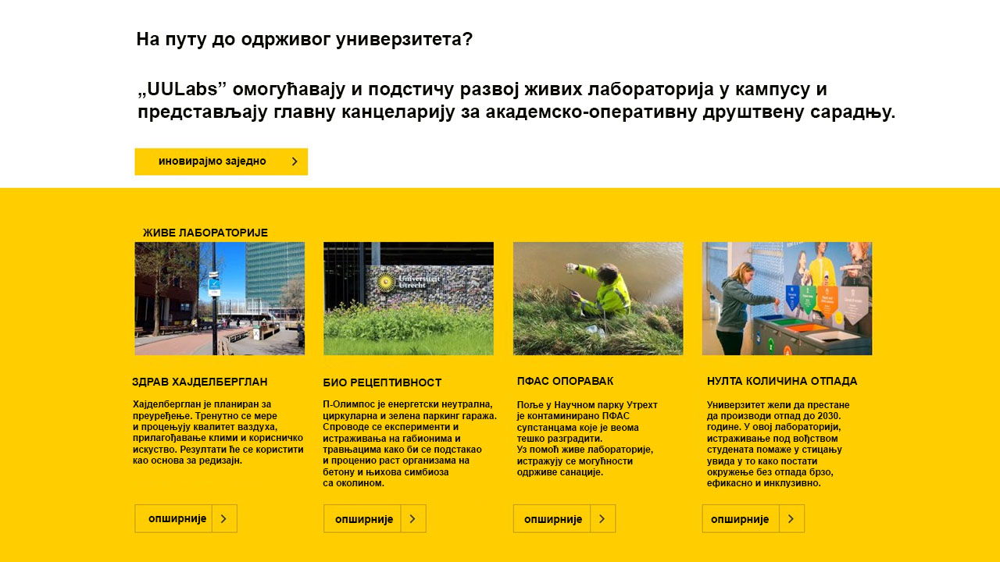 На путу до одрживог универзитета?
„UULabs” омогућавају и подстичу развој живих лабораторија у кампусу и
представљају главну канцеларију за академско-оперативну друштвену сарадњу.
иновирајмо заједно
ЖИВЕ ЛАБОРАТОРИЈЕ
Universiteit
Utrecht
ЗДРАВ ХАЈДЕЛБЕРГЛАН
Хајделберглан је планиран за
преуређење. Тренутно се мере
и процењују квалитет ваздуха,
прилагођавање клими и корисничко
искуство. Резултати ће се користити
као основа за редизајн.
опширније
БИО РЕЦЕПТИВНОСТ
П-Олимпос је енергетски неутрална,
циркуларна и зелена паркинг гаража.
Спроводе се експерименти и
истраживања на габионима и
травњацима како би се подстакао
и проценио раст организама на
бетону и њихова симбиоза
са околином.
опширније
ПФАС ОПОРАВАК
Поље у Научном парку Утрехт
је контаминирано ПФАС
супстанцама које је веома
тешко разградити.
Уз помоћ живе лабораторије,
истражују се могућности
одрживе санације.
опширније
НУЛТА КОЛИЧИНА ОТПАДА
Универзитет жели да престане
да производи отпад до 2030.
године. У овој лабораторији,
истраживање под вођством
студената помаже у стицању
увида у то како постати
окружење без отпада брзо,
ефикасно и инклузивно.
опширније